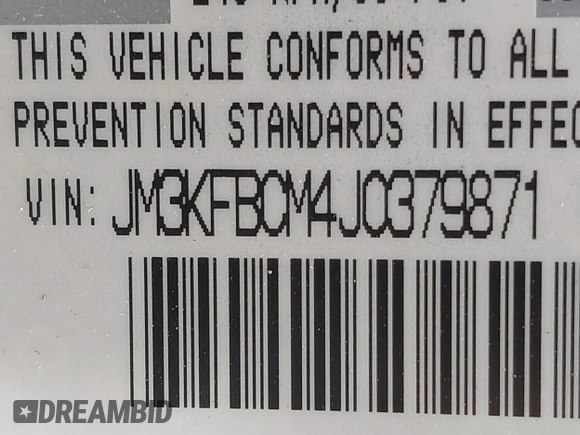 THIS VEHICLE CONFORMS TO ALL
PREVENTION STANDARDS IN EFFEC
VIN: JM3KFBCM4J0379871
DREAMBID